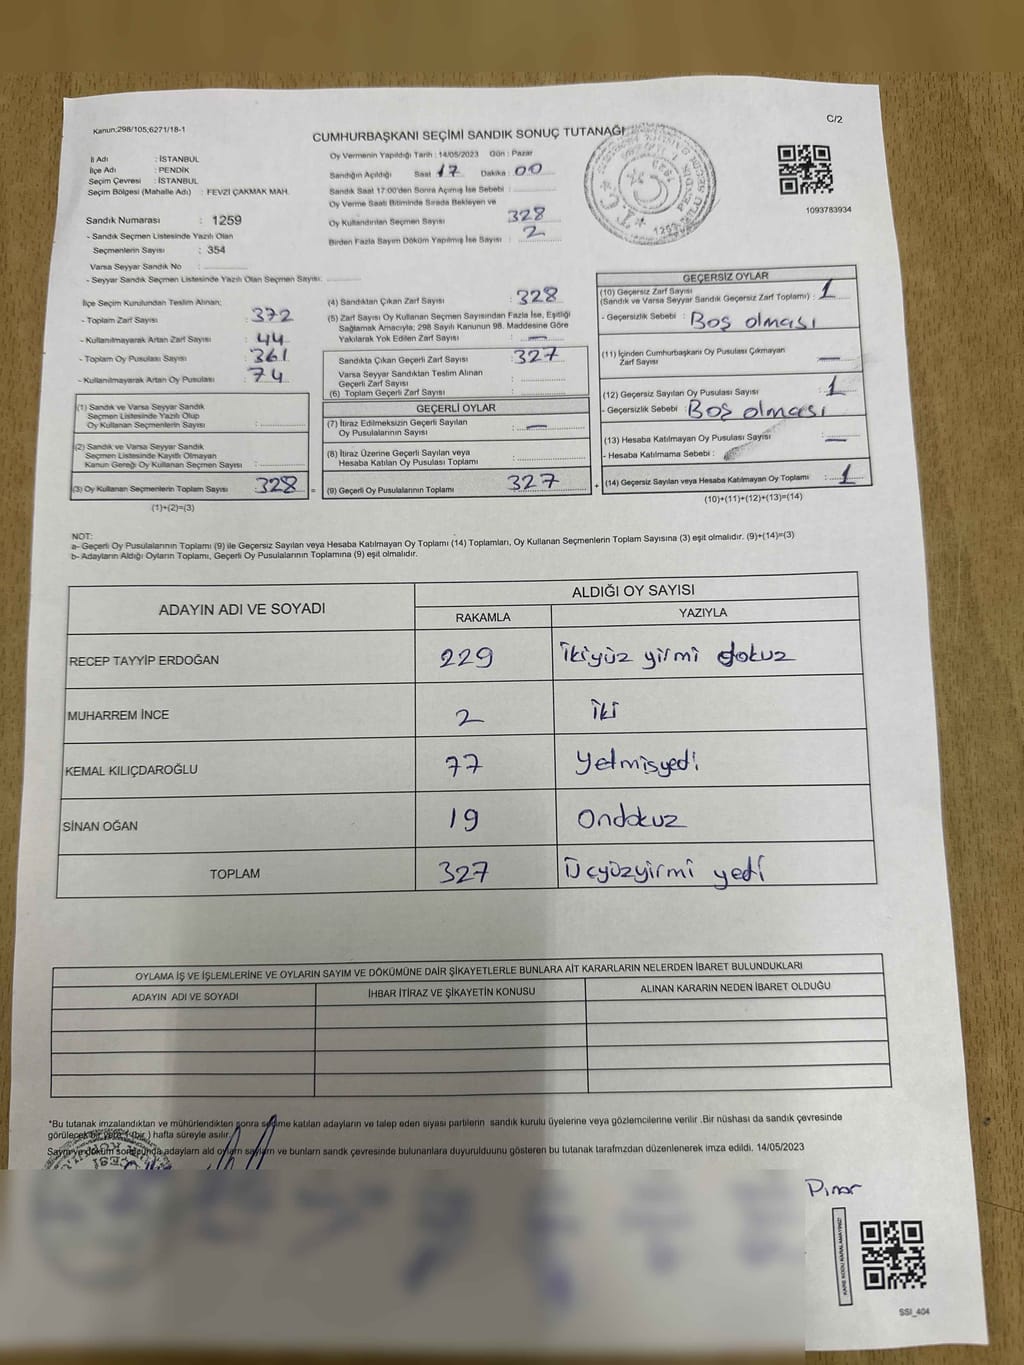 Kanun;298/105;6271/18-1
C/2
CUMHURBAŞKANI SEÇİMİ SANDIK SONUÇ TUTANAĞI
İl Adı : İSTANBUL
İlçe Adı : PENDİK
Seçim Çevresi : İSTANBUL
Seçim Bölgesi (Mahalle Adı) : FEVZİ ÇAKMAK MAH.
Sandık Numarası : 1259
- Sandık Seçmen Listesinde Yazılı Olan
Seçmenlerin Sayısı : 354
Varsa Seyyar Sandık No :
- Seyyar Sandık Seçmen Listesinde Yazılı Olan Seçmen Sayısı:
Oy Vermenin Yapıldığı Tarih : 14/05/2023 Gün : Pazar
Sandığın Açıldığı Saat 17 Dakika 00
Sandık Saat 17:00'den Sonra Açımış İse Sebebi :
Oy Verme Saati Bitiminde Sırada Bekleyen ve
Oy Kullandırılan Seçmen Sayısı : 328
Birden Fazla Sayım Döküm Yapılmış İse Sayısı : 2
1093783934
İlçe Seçim Kurulundan Teslim Alınan;
- Toplam Zarf Sayısı : 372
- Kullanılmayarak Artan Zarf Sayısı : 44
- Toplam Oy Pusulası Sayısı : 361
- Kullanılmayarak Artan Oy Pusulası : 74
(1) Sandık ve Varsa Seyyar Sandık
Seçmen Listesinde Yazılı Olup
Oy Kullanan Seçmenlerin Sayısı :
(2) Sandık ve Varsa Seyyar Sandık
Seçmen Listesinde Kayıtlı Olmayan
Kanun Gereği Oy Kullanan Seçmen Sayısı :
(3) Oy Kullanan Seçmenlerin Toplam Sayısı : 328 =
(1)+(2)=(3)
(4) Sandıktan Çıkan Zarf Sayısı : 328
(5) Zarf Sayısı Oy Kullanan Seçmen Sayısından Fazla İse, Eşitliği
Sağlamak Amacıyla; 298 Sayılı Kanunun 98. Maddesine Göre
Yakılarak Yok Edilen Zarf Sayısı : —
Sandıkta Çıkan Geçerli Zarf Sayısı : 327
Varsa Seyyar Sandıktan Teslim Alınan
Geçerli Zarf Sayısı :
(6) Toplam Geçerli Zarf Sayısı :
GEÇERLİ OYLAR
(7) İtiraz Edilmeksizin Geçerli Sayılan
Oy Pusulalarının Sayısı : —
(8) İtiraz Üzerine Geçerli Sayılan veya
Hesaba Katılan Oy Pusulası Toplamı :
(9) Geçerli Oy Pusulalarının Toplamı : 327 +
GEÇERSİZ OYLAR
(10) Geçersiz Zarf Sayısı
(Sandık ve Varsa Seyyar Sandık Geçersiz Zarf Toplamı) : 1
- Geçersizlik Sebebi : Boş olması
(11) İçinden Cumhurbaşkanı Oy Pusulası Çıkmayan
Zarf Sayısı : —
(12) Geçersiz Sayılan Oy Pusulası Sayısı : 1
- Geçersizlik Sebebi : Boş olması
(13) Hesaba Katılmayan Oy Pusulası Sayısı : —
- Hesaba Katılmama Sebebi :
(14) Geçersiz Sayılan veya Hesaba Katılmayan Oy Toplamı : 1
(10)+(11)+(12)+(13)=(14)
NOT:
a- Geçerli Oy Pusulalarının Toplamı (9) ile Geçersiz Sayılan veya Hesaba Katılmayan Oy Toplamı (14) Toplamları, Oy Kullanan Seçmenlerin Toplam Sayısına (3) eşit olmalıdır. (9)+(14)=(3)
b- Adayların Aldığı Oyların Toplamı, Geçerli Oy Pusulalarının Toplamına (9) eşit olmalıdır.
ADAYIN ADI VE SOYADI
ALDIĞI OY SAYISI
RAKAMLA YAZIYLA
RECEP TAYYİP ERDOĞAN 229 İkiyüz yirmi dokuz
MUHARREM İNCE 2 İki
KEMAL KILIÇDAROĞLU 77 Yetmişyedi
SİNAN OĞAN 19 Ondokuz
TOPLAM 327 Üçyüzyirmi yedi
OYLAMA İŞ VE İŞLEMLERİNE VE OYLARIN SAYIM VE DÖKÜMÜNE DAİR ŞİKAYETLERLE BUNLARA AİT KARARLARIN NELERDEN İBARET BULUNDUKLARI
ADAYIN ADI VE SOYADI İHBAR İTİRAZ VE ŞİKAYETİN KONUSU ALINAN KARARIN NEDEN İBARET OLDUĞU
*Bu tutanak imzalandıktan ve mühürlendikten sonra seçime katılan adayların ve talep eden siyasi partilerin sandık kurulu üyelerine veya gözlemcilerine verilir .Bir nüshası da sandık çevresinde
görülecek bir yere (bir ) hafta süreyle asılır.
Sayım ve döküm sonucunda adayların ald oyların sayıların ve bunların sandık çevresinde bulunanlara duyurulduunu gösteren bu tutanak tarafımzdan düzenlenerek imza edildi. 14/05/2023
Pınar
SSI_404